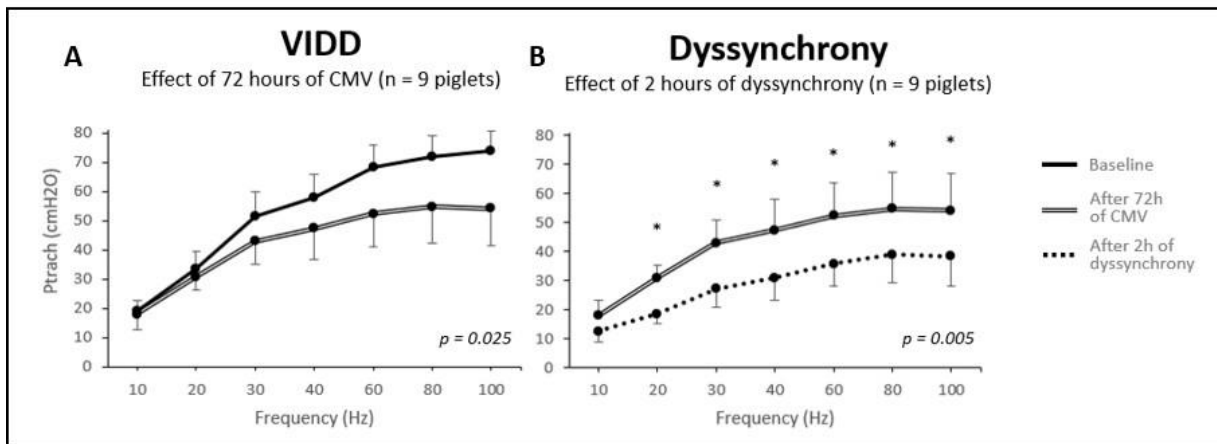 A
VIDD
Effect of 72 hours of CMV (n = 9 piglets)
80
70
60
50
40
30
20
10
0
Ptrach (cmH2O)
p = 0.025
10 20 30 40 60 80 100
Frequency (Hz)
B
Dyssynchrony
Effect of 2 hours of dyssynchrony (n = 9 piglets)
80
70
60
50
40
30
20
10
0
* * * * * *
p = 0.005
10 20 30 40 60 80 100
Frequency (Hz)
Baseline
After 72h
of CMV
After 2h of
dyssynchrony